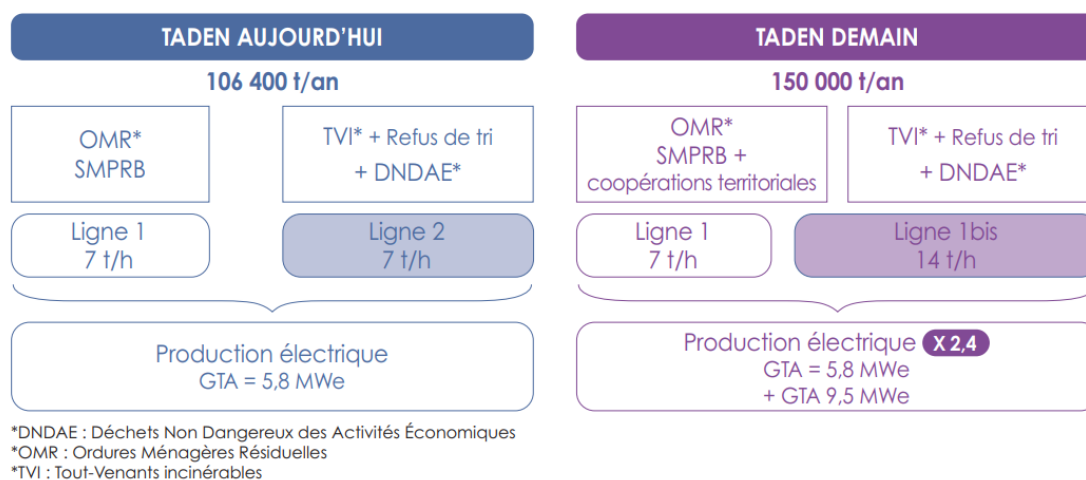 TADEN AUJOURD'HUI
106 400 t/an
OMR*
SMPRB
TVI* + Refus de tri
+ DNDAE*
Ligne 1
7 t/h
Ligne 2
7 t/h
Production électrique
GTA = 5,8 MWe
*DNDAE : Déchets Non Dangereux des Activités Économiques
*OMR : Ordures Ménagères Résiduelles
*TVI : Tout-Venants incinérables
TADEN DEMAIN
150 000 t/an
OMR*
SMPRB +
coopérations territoriales
TVI* + Refus de tri
+ DNDAE*
Ligne 1
7 t/h
Ligne 1bis
14 t/h
Production électrique X 2,4
GTA = 5,8 MWe
+ GTA 9,5 MWe